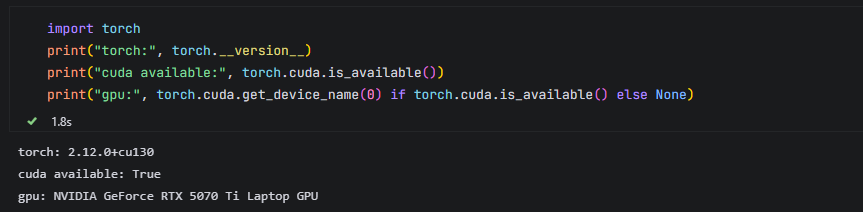 import torch
print("torch:", torch.__version__)
print("cuda available:", torch.cuda.is_available())
print("gpu:", torch.cuda.get_device_name(0) if torch.cuda.is_available() else None)
1.8s
torch: 2.12.0+cu130
cuda available: True
gpu: NVIDIA GeForce RTX 5070 Ti Laptop GPU